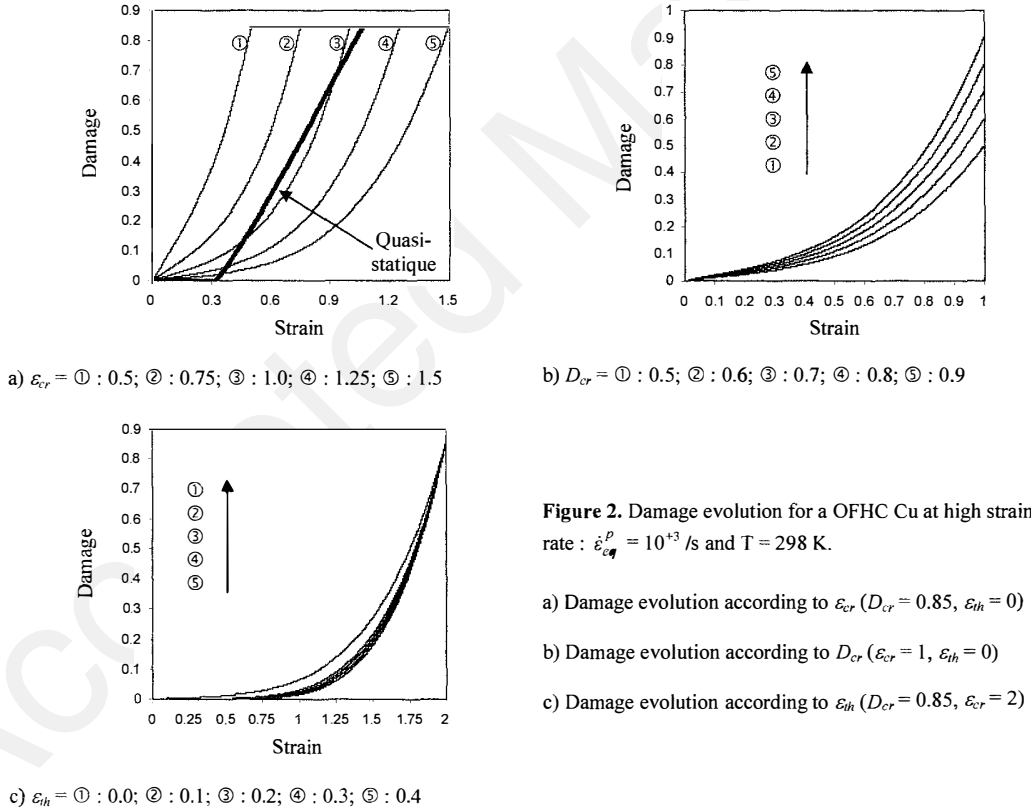 0.9
0.8
0.7
0.6
0.5
0.4
0.3
0.2
0.1
0
Damage
① ② ③ ④ ⑤
Quasi-
statique
0 0.3 0.6 0.9 1.2 1.5
Strain
a) εcr = ① : 0.5; ② : 0.75; ③ : 1.0; ④ : 1.25; ⑤ : 1.5
1
0.9
0.8
0.7
0.6
0.5
0.4
0.3
0.2
0.1
0
Damage
⑤
④
③
②
①
0 0.1 0.2 0.3 0.4 0.5 0.6 0.7 0.8 0.9 1
Strain
b) Dcr = ① : 0.5; ② : 0.6; ③ : 0.7; ④ : 0.8; ⑤ : 0.9
0.9
0.8
0.7
0.6
0.5
0.4
0.3
0.2
0.1
0
Damage
①
②
③
④
⑤
0 0.25 0.5 0.75 1 1.25 1.5 1.75 2
Strain
c) εth = ① : 0.0; ② : 0.1; ③ : 0.2; ④ : 0.3; ⑤ : 0.4
Figure 2. Damage evolution for a OFHC Cu at high strain
rate : ε̇ᵖeq = 10⁺³ /s and T = 298 K.
a) Damage evolution according to εcr (Dcr = 0.85, εth = 0)
b) Damage evolution according to Dcr (εcr = 1, εth = 0)
c) Damage evolution according to εth (Dcr = 0.85, εcr = 2)